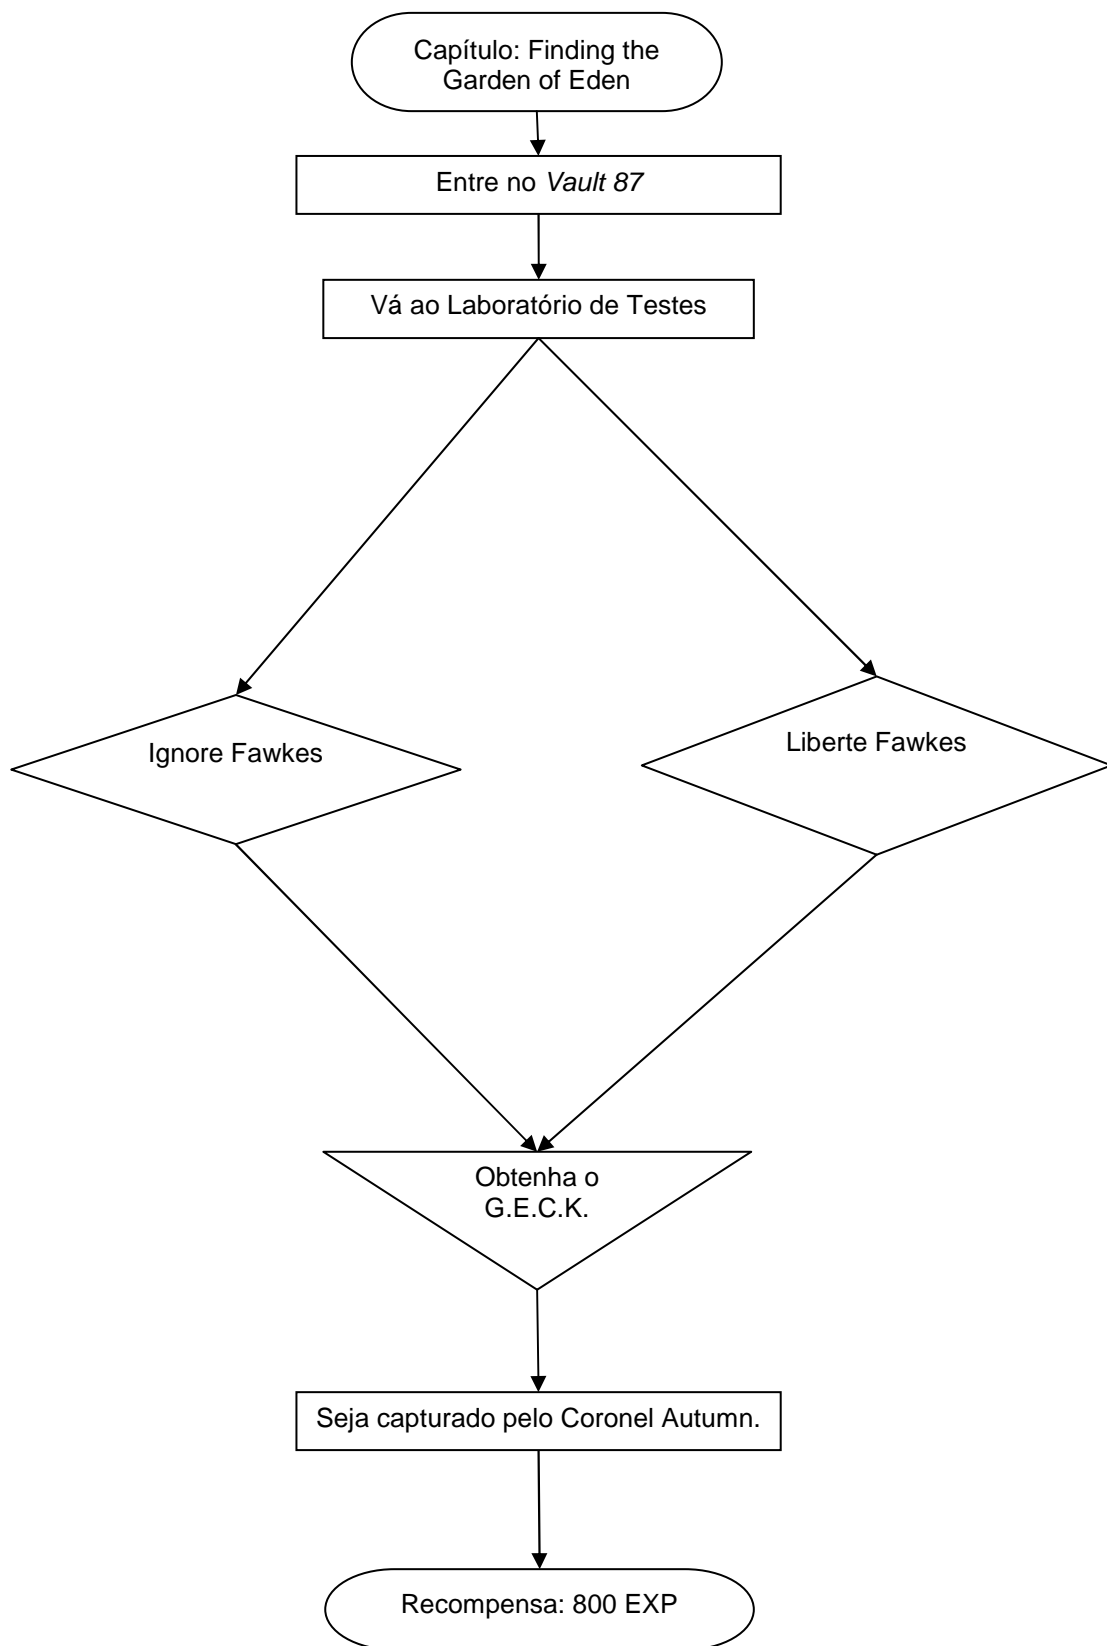 Capítulo: Finding the
Garden of Eden
Entre no Vault 87
Vá ao Laboratório de Testes
Ignore Fawkes
Liberte Fawkes
Obtenha o
G.E.C.K.
Seja capturado pelo Coronel Autumn.
Recompensa: 800 EXP